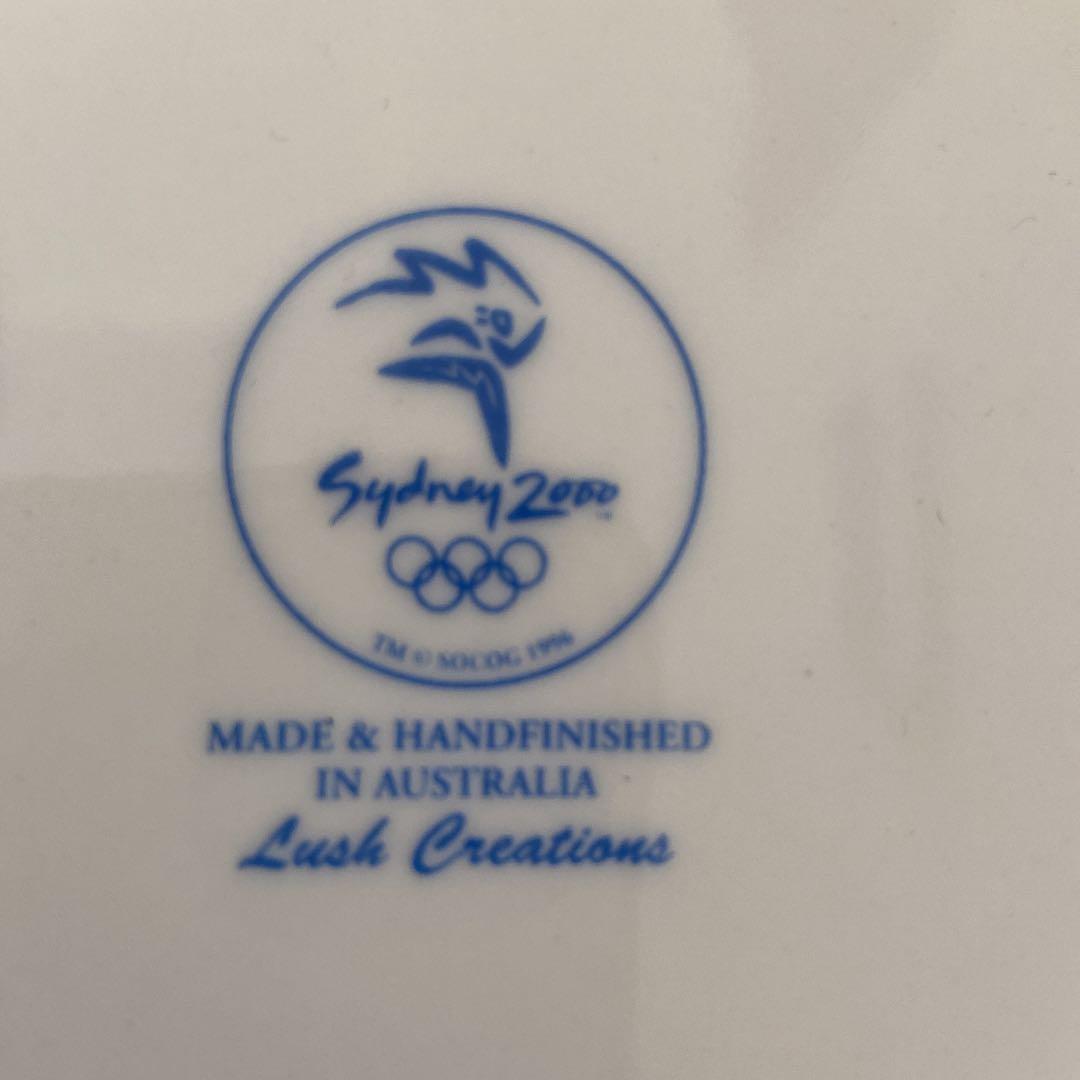 Sydney 2000
TM © SOCOG 1996
MADE & HANDFINISHED
IN AUSTRALIA
Lush Creations